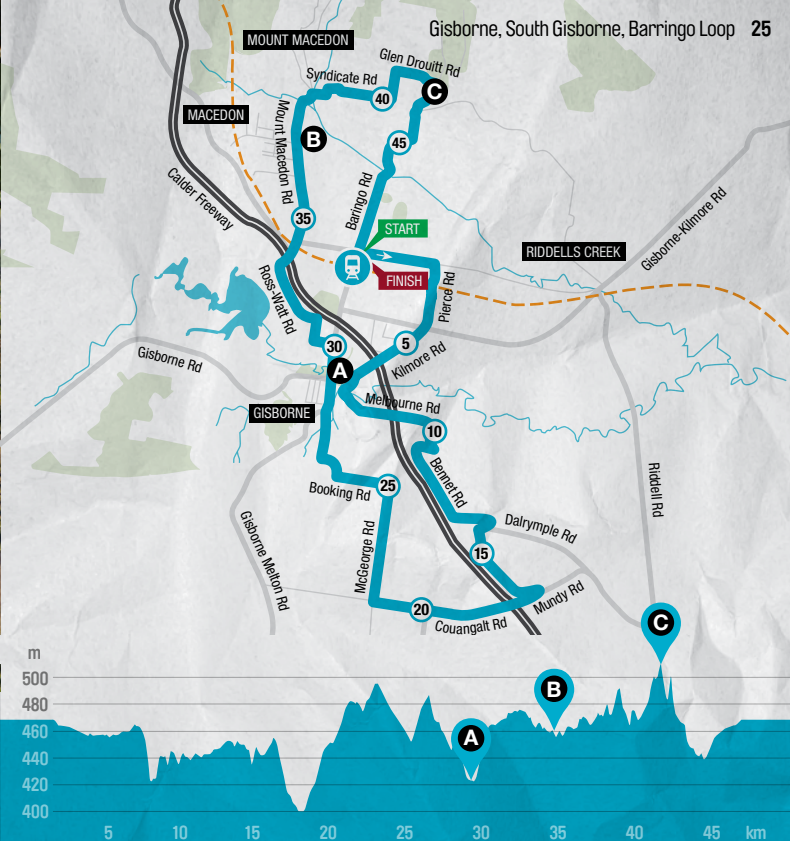 Gisborne, South Gisborne, Barringo Loop 25
MOUNT MACEDON
Glen Drouitt Rd
Syndicate Rd
40
C
MACEDON
Mount Macedon Rd
B
45
Calder Freeway
Baringo Rd
35
START
RIDDELLS CREEK
Gisborne-Kilmore Rd
FINISH
Ross-Watt Rd
Pierce Rd
30
5
Gisborne Rd
A
Kilmore Rd
GISBORNE
Melbourne Rd
10
Bennet Rd
Booking Rd
25
Riddell Rd
Gisborne Melton Rd
McGeorge Rd
Dalrymple Rd
15
Mundy Rd
20
Couangalt Rd
C
m
500
B
480
460
A
440
420
400
5 10 15 20 25 30 35 40 45 km